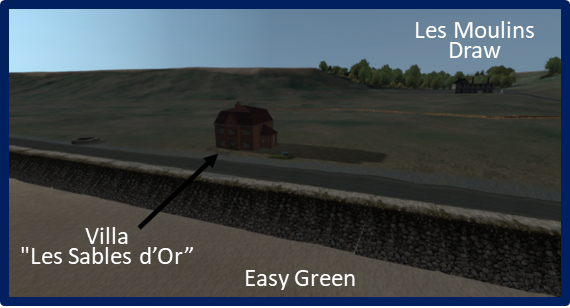 Les Moulins
Draw
Villa
"Les Sables d’Or”
Easy Green